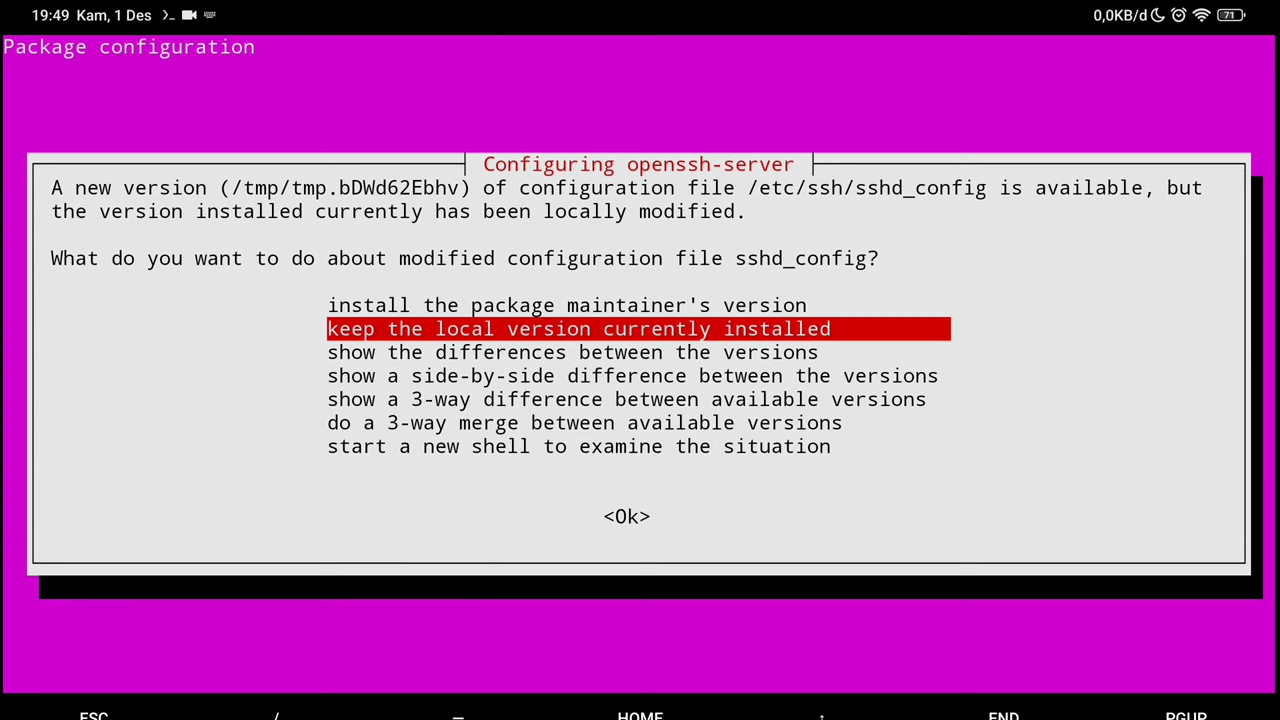 19:49 Kam, 1 Des
0,0KB/d
71
Package configuration
Configuring openssh-server
A new version (/tmp/tmp.bDWd62Ebhv) of configuration file /etc/ssh/sshd_config is available, but
the version installed currently has been locally modified.
What do you want to do about modified configuration file sshd_config?
install the package maintainer's version
keep the local version currently installed
show the differences between the versions
show a side-by-side difference between the versions
show a 3-way difference between available versions
do a 3-way merge between available versions
start a new shell to examine the situation
<Ok>
ESC / — HOME ↑ END PGUP